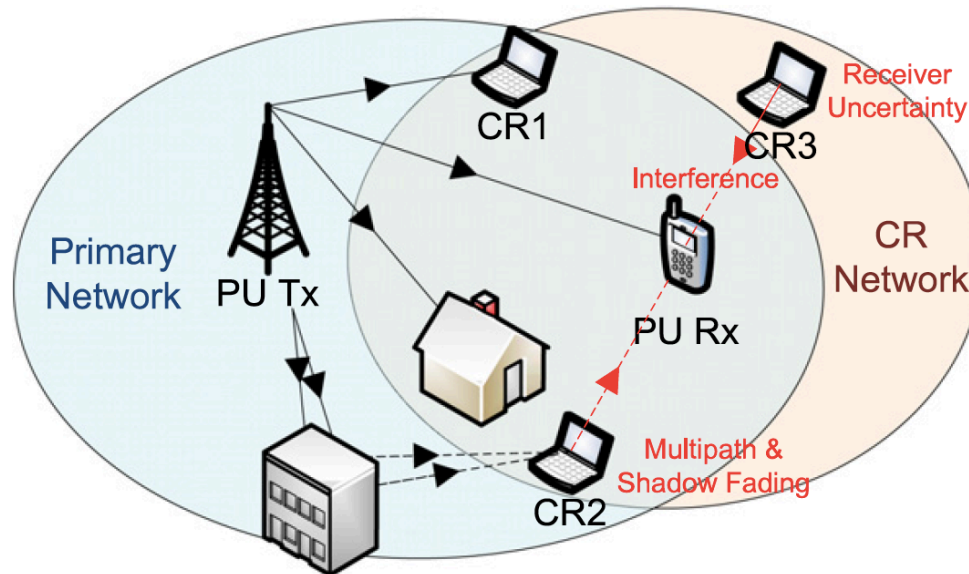 CR1
Receiver
Uncertainty
CR3
Interference
Primary
Network
PU Tx
CR
Network
PU Rx
Multipath &
Shadow Fading
CR2